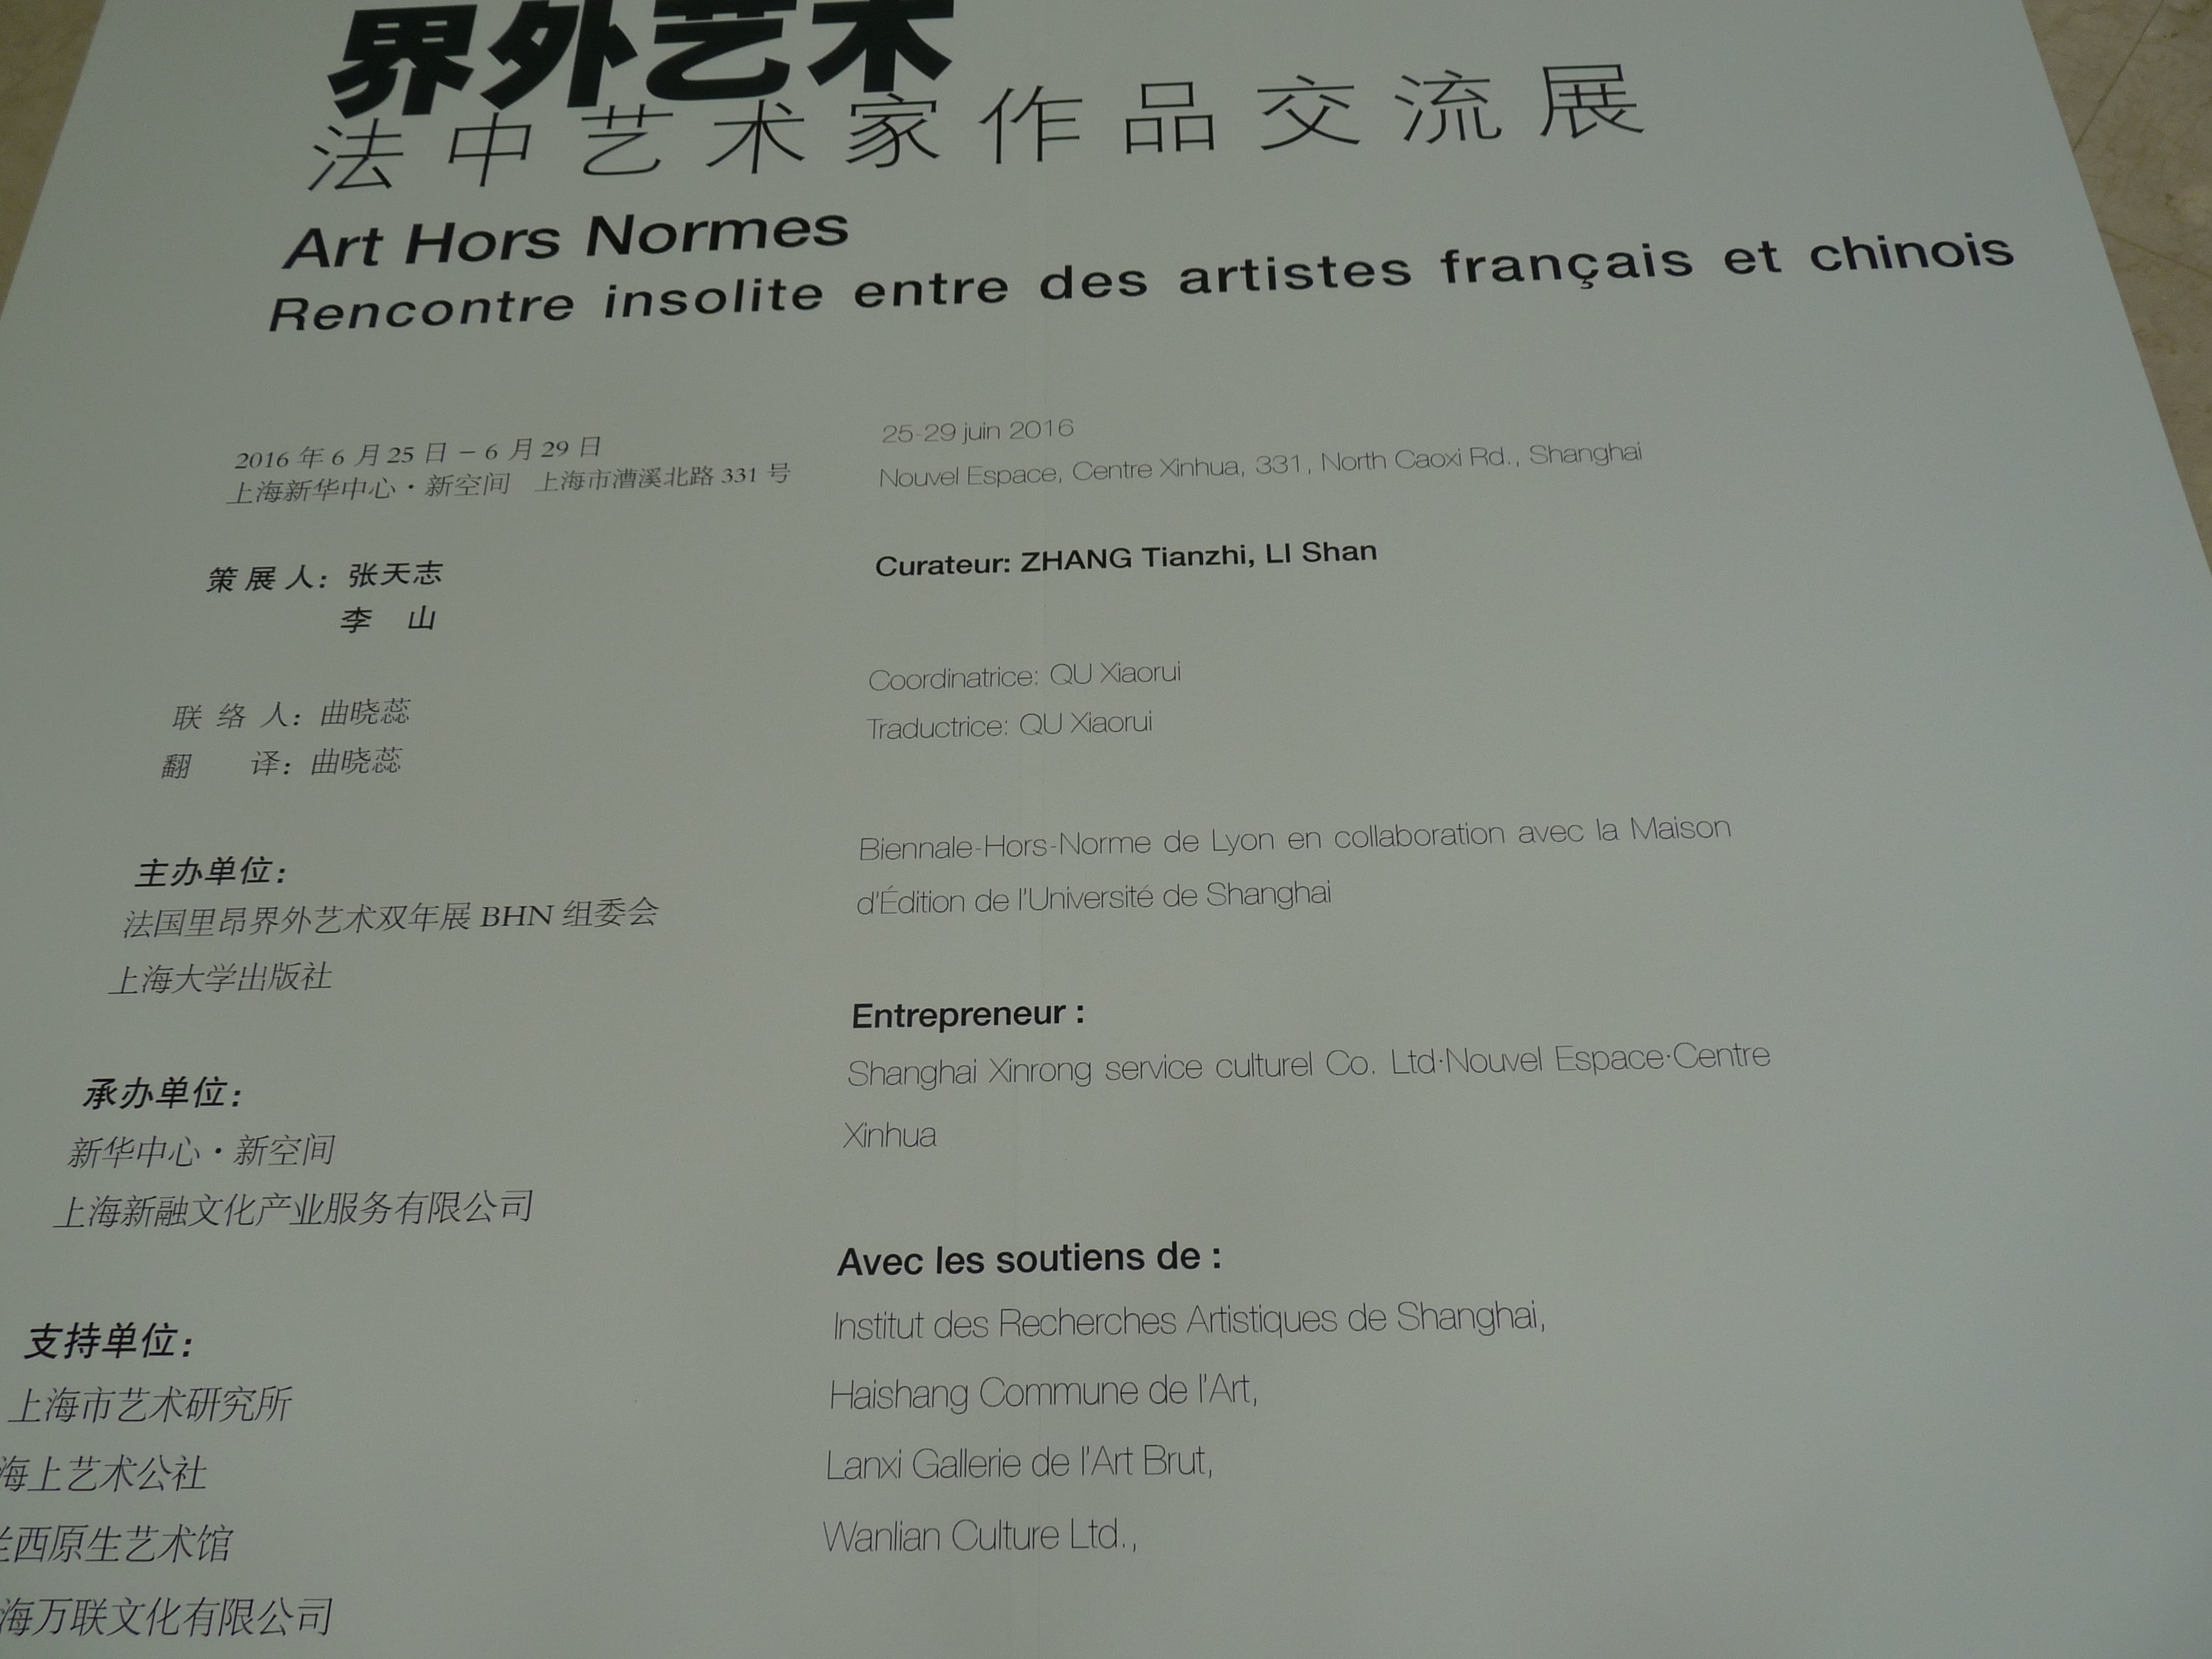 界外艺术
法中艺术家作品交流展
Art Hors Normes
Rencontre insolite entre des artistes français et chinois
2016 年 6 月 25 日 – 6 月 29 日
上海新华中心·新空间 上海市漕溪北路 331 号
策展人：张天志
李 山
联络人：曲晓蕊
翻 译：曲晓蕊
主办单位：
法国里昂界外艺术双年展 BHN 组委会
上海大学出版社
承办单位：
新华中心·新空间
上海新融文化产业服务有限公司
支持单位：
上海市艺术研究所
海上艺术公社
兰西原生艺术馆
海万联文化有限公司
25-29 juin 2016
Nouvel Espace, Centre Xinhua, 331, North Caoxi Rd., Shanghai
Curateur: ZHANG Tianzhi, LI Shan
Coordinatrice: QU Xiaorui
Traductrice: QU Xiaorui
Biennale-Hors-Norme de Lyon en collaboration avec la Maison
d'Édition de l'Université de Shanghai
Entrepreneur :
Shanghai Xinrong service culturel Co. Ltd·Nouvel Espace·Centre
Xinhua
Avec les soutiens de :
Institut des Recherches Artistiques de Shanghai,
Haishang Commune de l'Art,
Lanxi Gallerie de l'Art Brut,
Wanlian Culture Ltd.,